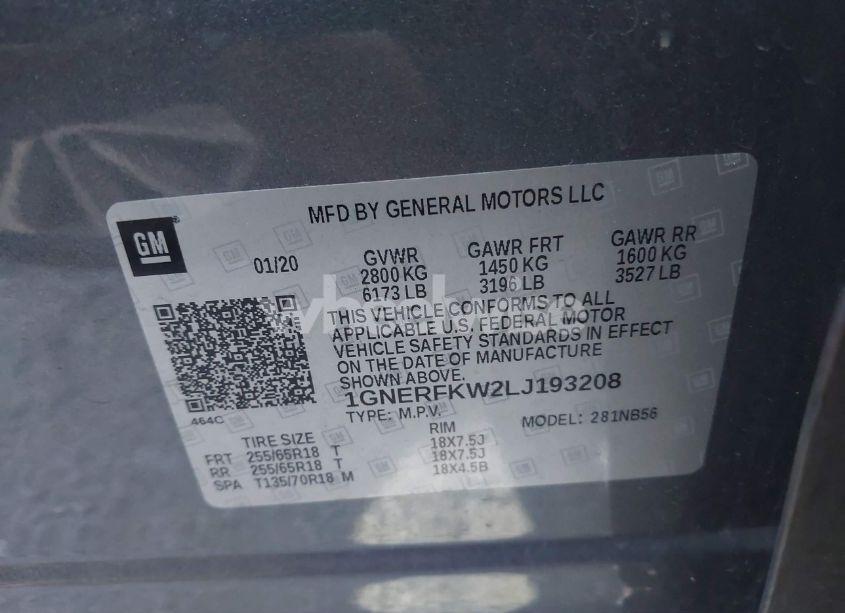 GM
MFD BY GENERAL MOTORS LLC
01/20
GVWR
2800 KG
6173 LB
GAWR FRT
1450 KG
3196 LB
GAWR RR
1600 KG
3527 LB
THIS VEHICLE CONFORMS TO ALL
APPLICABLE U.S. FEDERAL MOTOR
VEHICLE SAFETY STANDARDS IN EFFECT
ON THE DATE OF MANUFACTURE
SHOWN ABOVE.
1GNERFKW2LJ193208
TYPE: M.P.V.
MODEL: 281NB56
464C
TIRE SIZE RIM
FRT 255/65R18 T 18X7.5J
RR 255/65R18 T 18X7.5J
SPA T135/70R18 M 18X4.5B